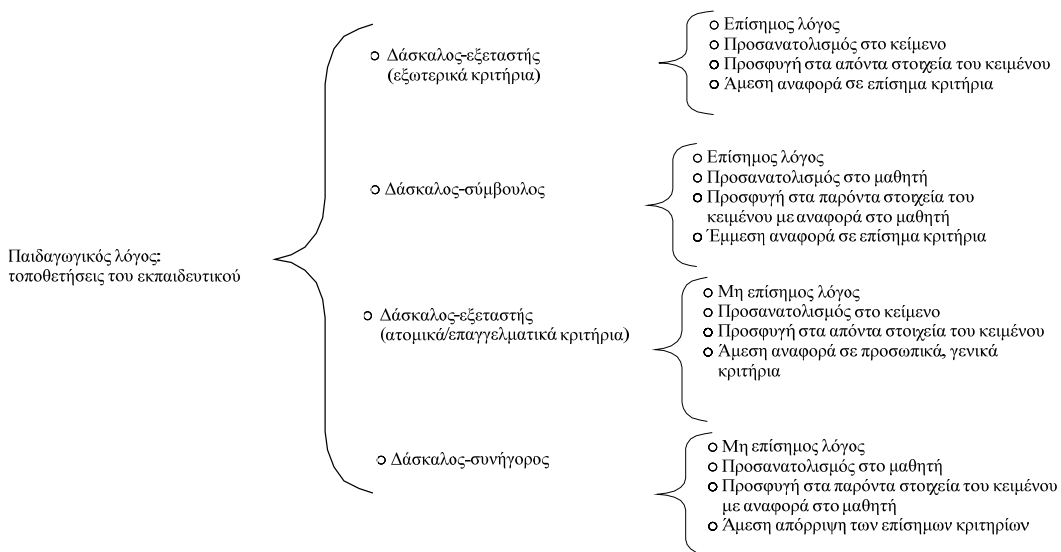 Παιδαγωγικός λόγος:
τοποθετήσεις του εκπαιδευτικού
Δάσκαλος-εξεταστής
(εξωτερικά κριτήρια)
Επίσημος λόγος
Προσανατολισμός στο κείμενο
Προσφυγή στα απόντα στοιχεία του κειμένου
Άμεση αναφορά σε επίσημα κριτήρια
Δάσκαλος-σύμβουλος
Επίσημος λόγος
Προσανατολισμός στο μαθητή
Προσφυγή στα παρόντα στοιχεία του
κειμένου με αναφορά στο μαθητή
Έμμεση αναφορά σε επίσημα κριτήρια
Δάσκαλος-εξεταστής
(ατομικά/επαγγελματικά κριτήρια)
Μη επίσημος λόγος
Προσανατολισμός στο κείμενο
Προσφυγή στα απόντα στοιχεία του κειμένου
Άμεση αναφορά σε προσωπικά, γενικά
κριτήρια
Δάσκαλος-συνήγορος
Μη επίσημος λόγος
Προσανατολισμός στο μαθητή
Προσφυγή στα παρόντα στοιχεία του κειμένου
με αναφορά στο μαθητή
Άμεση απόρριψη των επίσημων κριτηρίων